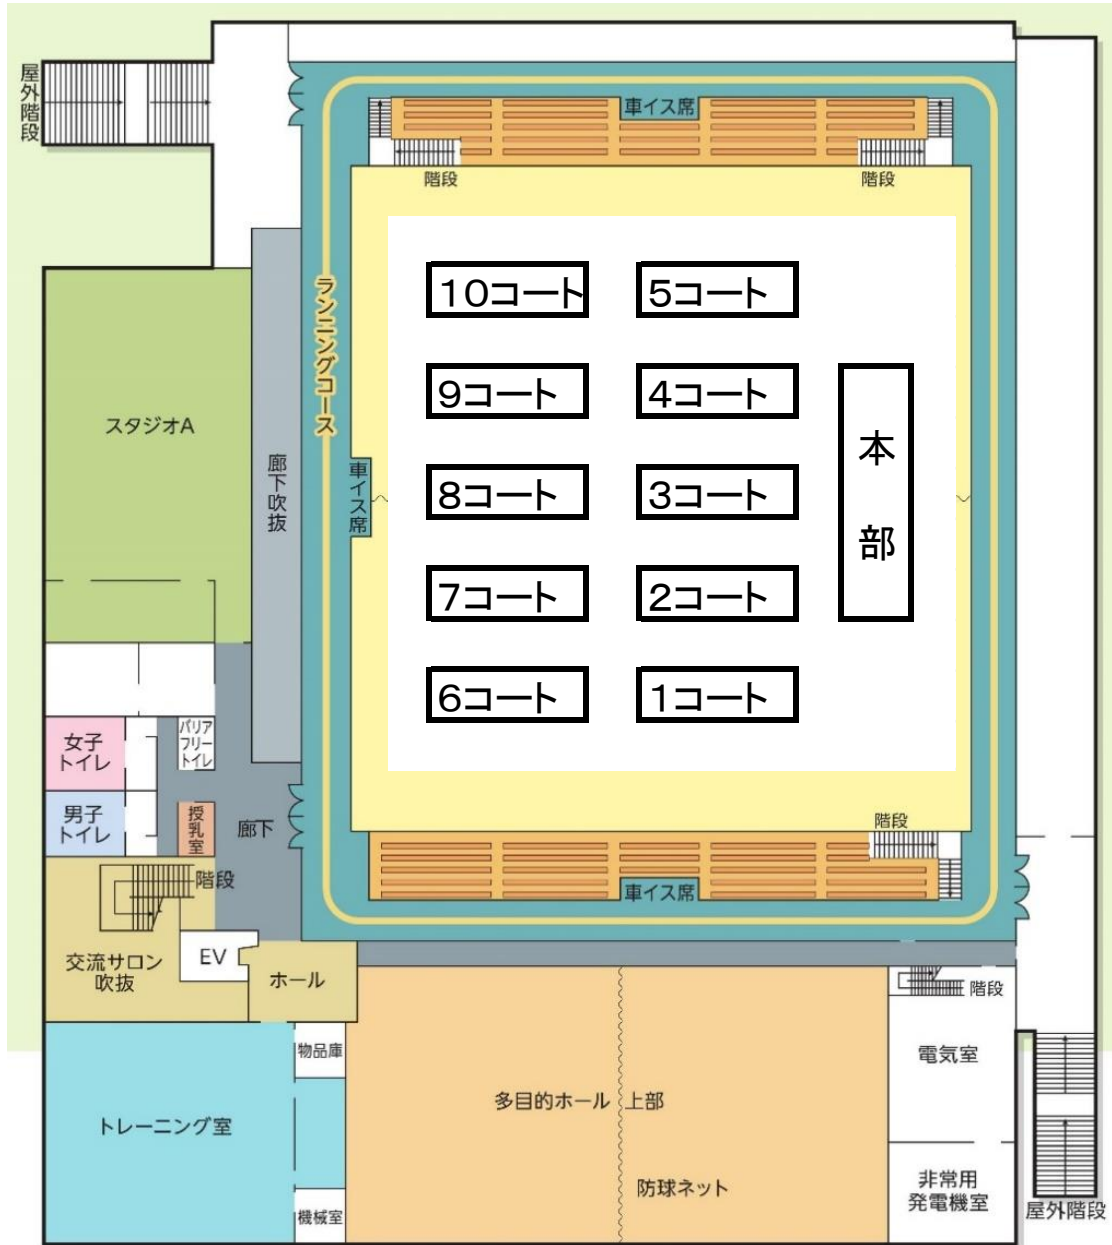 屋外階段
車イス席
階段
階段
ランニングコース
10コート
5コート
9コート
4コート
スタジオA
本部
廊下吹抜
車イス席
8コート
3コート
7コート
2コート
6コート
1コート
女子
トイレ
バリア
フリー
トイレ
男子
トイレ
授乳室
廊下
階段
階段
車イス席
交流サロン
吹抜
EV
ホール
階段
物品庫
電気室
多目的ホール 上部
トレーニング室
防球ネット
非常用
発電機室
機械室
屋外階段